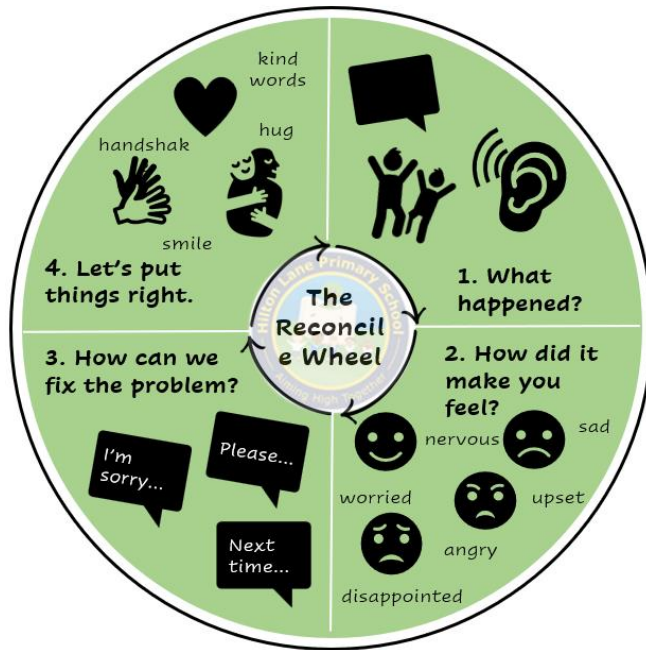 The
Reconcil
e Wheel
Hilton Lane Primary School
Aiming High Together
1. What
happened?
2. How did it
make you
feel?
nervous
sad
worried
upset
angry
disappointed
3. How can we
fix the problem?
I'm
sorry...
Please...
Next
time...
4. Let's put
things right.
kind
words
hug
handshak
smile